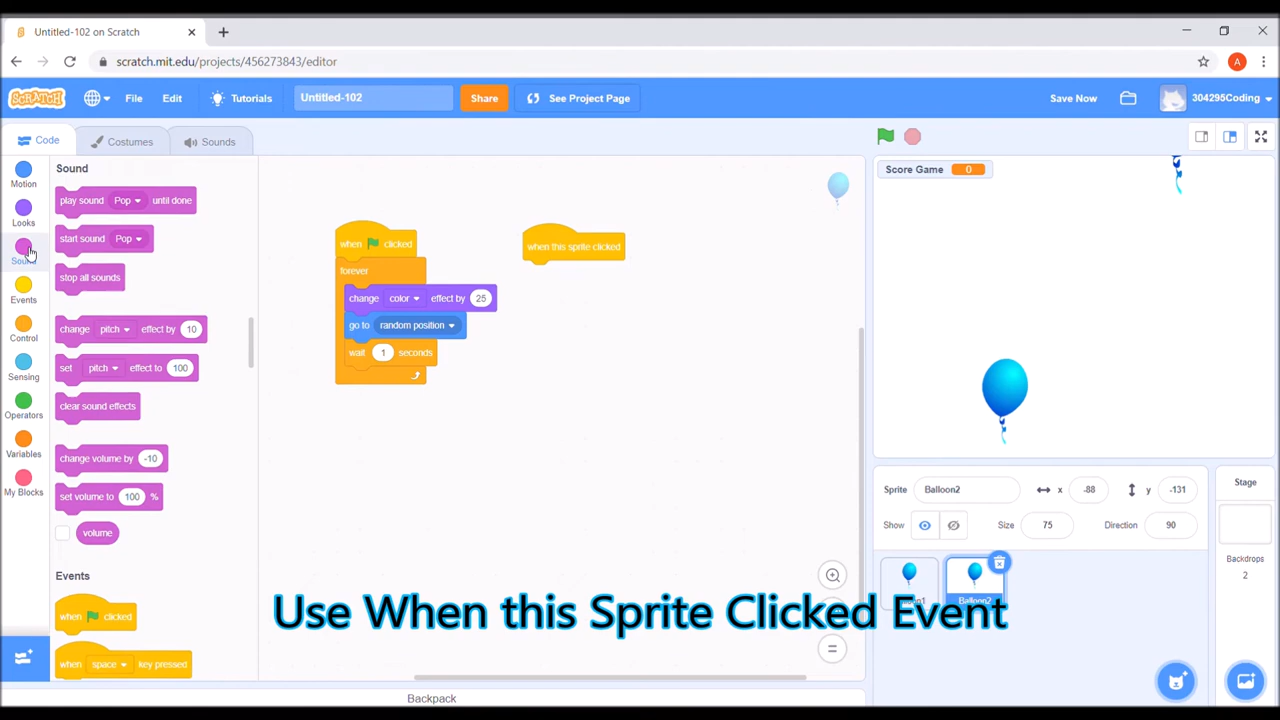 Untitled-102 on Scratch
scratch.mit.edu/projects/456273843/editor
A
SCRATCH
File
Edit
Tutorials
Untitled-102
Share
See Project Page
Save Now
304295Coding
Code
Costumes
Sounds
Motion
Looks
Sound
Events
Control
Sensing
Operators
Variables
My Blocks
Sound
play sound Pop until done
start sound Pop
stop all sounds
change pitch effect by 10
set pitch effect to 100
clear sound effects
change volume by -10
set volume to 100 %
volume
Events
when clicked
when space key pressed
when clicked
forever
change color effect by 25
go to random position
wait 1 seconds
when this sprite clicked
Score Game 0
Sprite Balloon2 x -88 y -131
Show Size 75 Direction 90
Balloon2
Stage
Backdrops
2
Use When this Sprite Clicked Event
Backpack